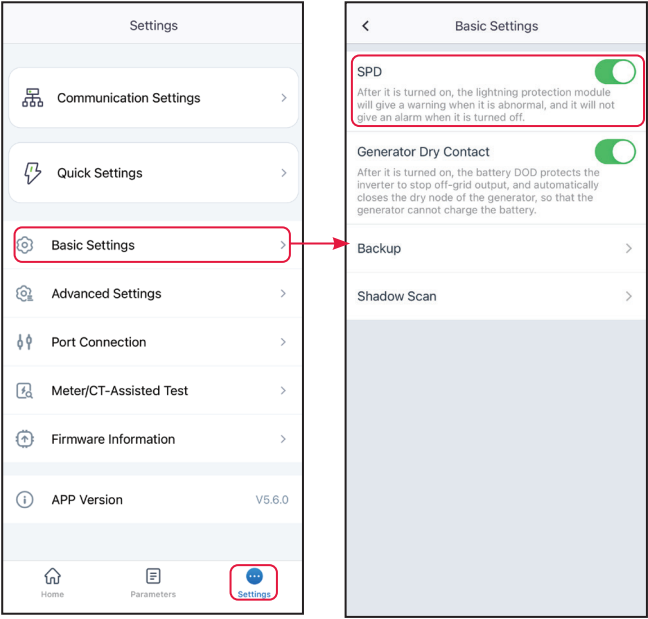 Settings
Communication Settings
Quick Settings
Basic Settings
Advanced Settings
Port Connection
Meter/CT-Assisted Test
Firmware Information
APP Version V5.6.0
Home Parameters Settings
Basic Settings
SPD
After it is turned on, the lightning protection module
will give a warning when it is abnormal, and it will not
give an alarm when it is turned off.
Generator Dry Contact
After it is turned on, the battery DOD protects the
inverter to stop off-grid output, and automatically
closes the dry node of the generator, so that the
generator cannot charge the battery.
Backup
Shadow Scan